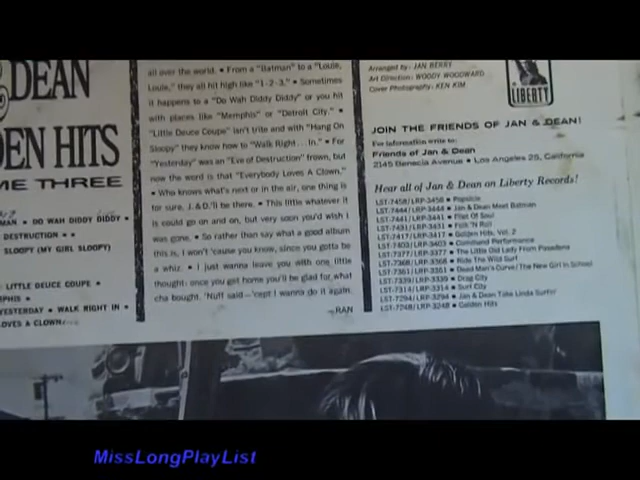 & DEAN
DEN HITS
ME THREE
MAN • DO WAH DIDDY DIDDY •
DESTRUCTION • •
SLOOPY (MY GIRL SLOOPY)
LITTLE DEUCE COUPE •
PHIS •
YESTERDAY • WALK RIGHT IN •
LOVES A CLOWN
all over the world. • From a "Batman" to a "Louie,
Louie," they all hit high like "1-2-3." • Sometimes
it happens to a "Do Wah Diddy Diddy" or you hit
with places like "Memphis" or "Detroit City." •
"Little Deuce Coupe" isn't trite and with "Hang On
Sloopy" they know how to "Walk Right . . . In." • For
"Yesterday" was an "Eve of Destruction" frown, but
now the word is that "Everybody Loves A Clown."
• Who knows what's next or in the air, one thing is
for sure, J. & D.'ll be there. • This little whatever it
is could go on and on, but very soon you'd wish I
was gone. • So rather than say what a good album
this is, I won't 'cause you know, since you gotta be
a whiz. • I just wanna leave you with one little
thought: once you get home you'll be glad for what
cha bought. 'Nuff said—'cept I wanna do it again.
—RAN
Arranged by: JAN BERRY
Art Direction: WOODY WOODWARD
Cover Photography: KEN KIM
LIBERTY
JOIN THE FRIENDS OF JAN & DEAN!
For information write to:
Friends of Jan & Dean
2145 Benecia Avenue • Los Angeles 25, California
Hear all of Jan & Dean on Liberty Records!
LST-7458/LRP-3458 • Popsicle
LST-7444/LRP-3444 • Jan & Dean Meet Batman
LST-7441/LRP-3441 • Filet Of Soul
LST-7431/LRP-3431 • Folk 'N Roll
LST-7417/LRP-3417 • Golden Hits, Vol. 2
LST-7403/LRP-3403 • Command Performance
LST-7377/LRP-3377 • The Little Old Lady From Pasadena
LST-7368/LRP-3368 • Ride The Wild Surf
LST-7361/LRP-3361 • Dead Man's Curve/The New Girl In School
LST-7339/LRP-3339 • Drag City
LST-7314/LRP-3314 • Surf City
LST-7294/LRP-3294 • Jan & Dean Take Linda Surfin'
LST-7248/LRP-3248 • Golden Hits
MissLongPlayList